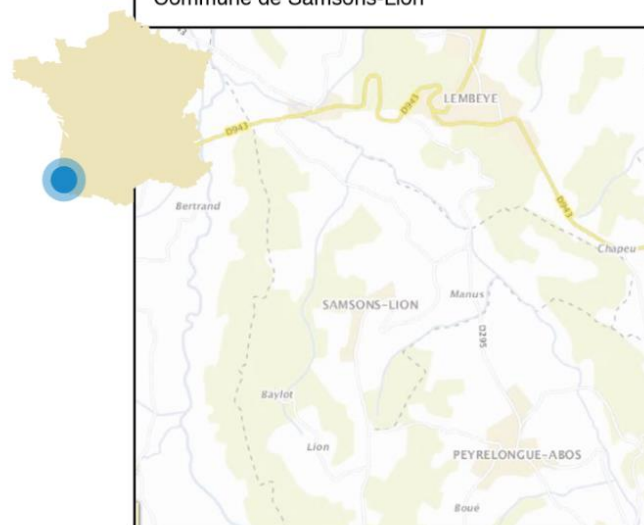 Commune de Samsons-Lion
LEMBEYE
D943
D943
D943
Bertrand
Chapeu
Manus
SAMSONS-LION
D295
Baylot
Lion
PEYRELONGUE-ABOS
Boué